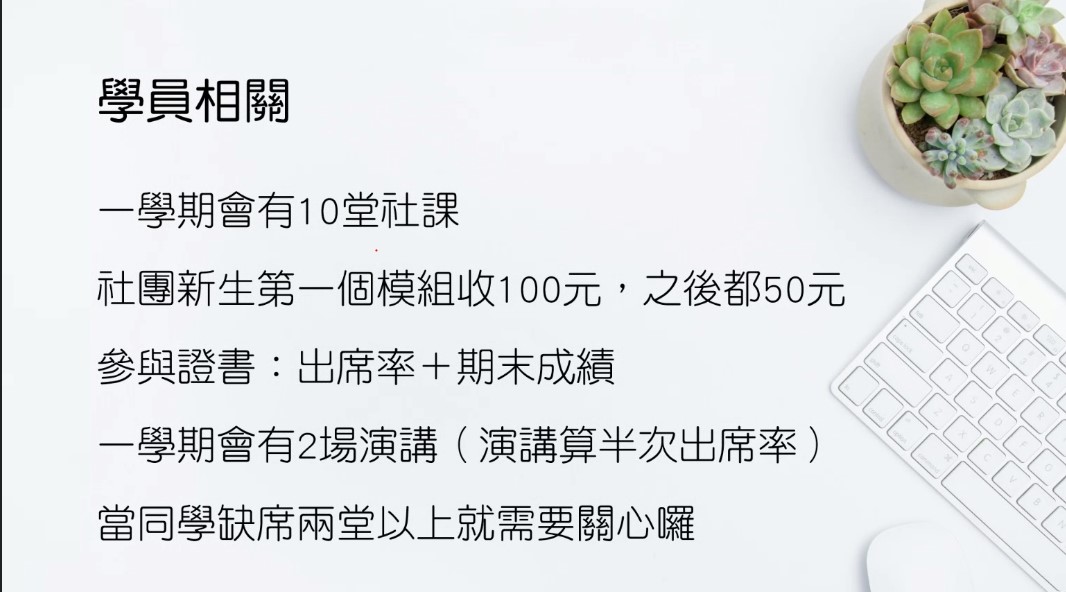 學員相關
一學期會有10堂社課
社團新生第一個模組收100元，之後都50元
參與證書：出席率＋期末成績
一學期會有2場演講（演講算半次出席率）
當同學缺席兩堂以上就需要關心囉